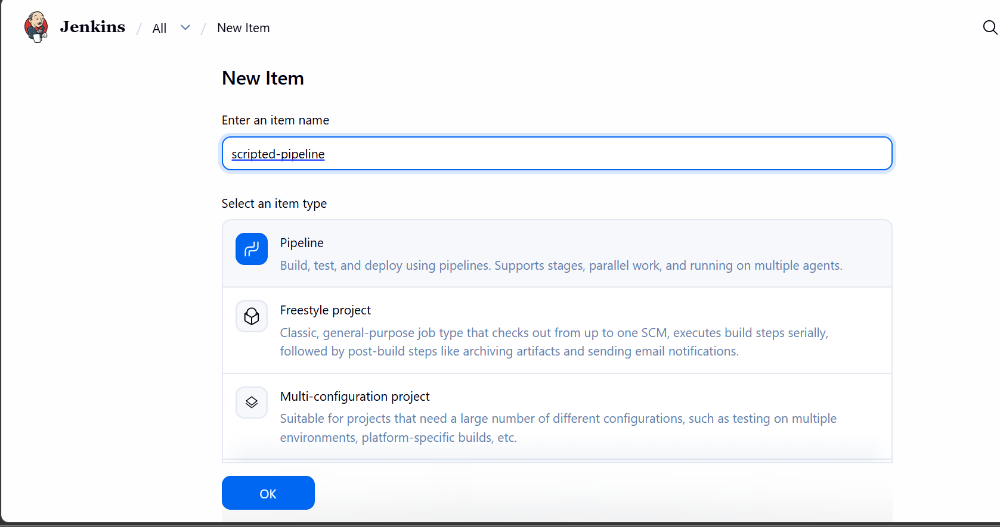 Jenkins / All / New Item
New Item
Enter an item name
scripted-pipeline
Select an item type
Pipeline
Build, test, and deploy using pipelines. Supports stages, parallel work, and running on multiple agents.
Freestyle project
Classic, general-purpose job type that checks out from up to one SCM, executes build steps serially,
followed by post-build steps like archiving artifacts and sending email notifications.
Multi-configuration project
Suitable for projects that need a large number of different configurations, such as testing on multiple
environments, platform-specific builds, etc.
OK